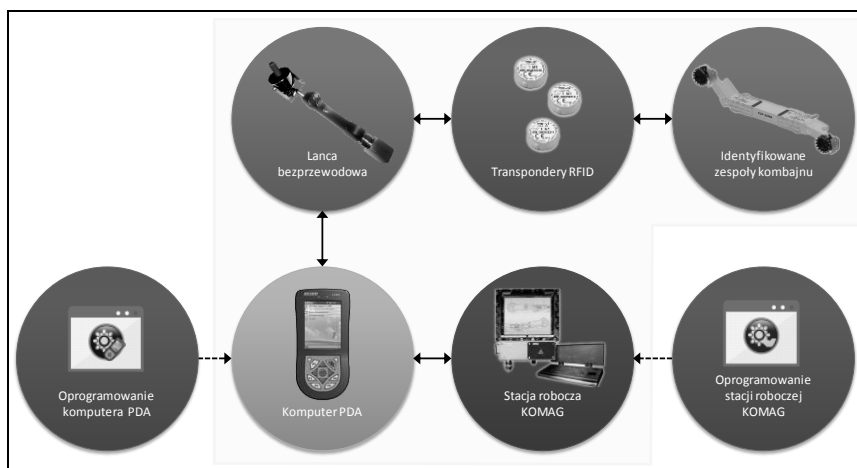 Lanca
bezprzewodowa
Transpondery RFID
Identyfikowane
zespoły kombajnu
Oprogramowanie
komputera PDA
Komputer PDA
Stacja robocza
KOMAG
Oprogramowanie
stacji roboczej
KOMAG